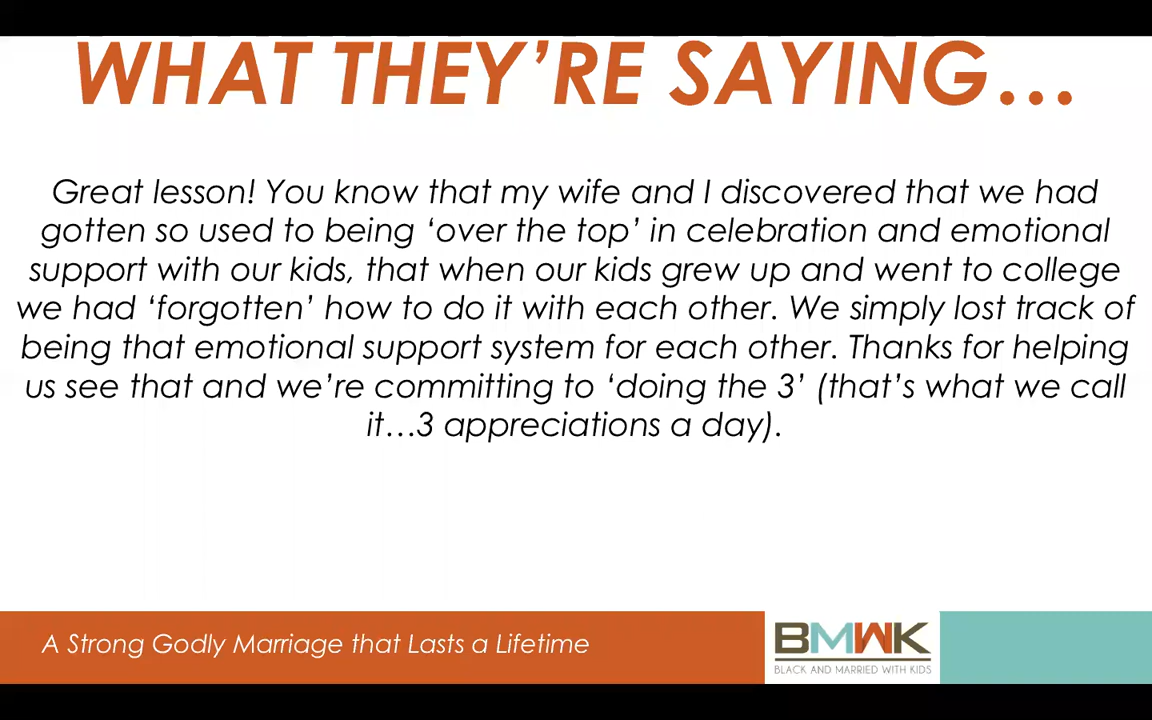 WHAT THEY’RE SAYING…
Great lesson! You know that my wife and I discovered that we had
gotten so used to being ‘over the top’ in celebration and emotional
support with our kids, that when our kids grew up and went to college
we had ‘forgotten’ how to do it with each other. We simply lost track of
being that emotional support system for each other. Thanks for helping
us see that and we’re committing to ‘doing the 3’ (that’s what we call
it…3 appreciations a day).
A Strong Godly Marriage that Lasts a Lifetime
BMWK
BLACK AND MARRIED WITH KIDS